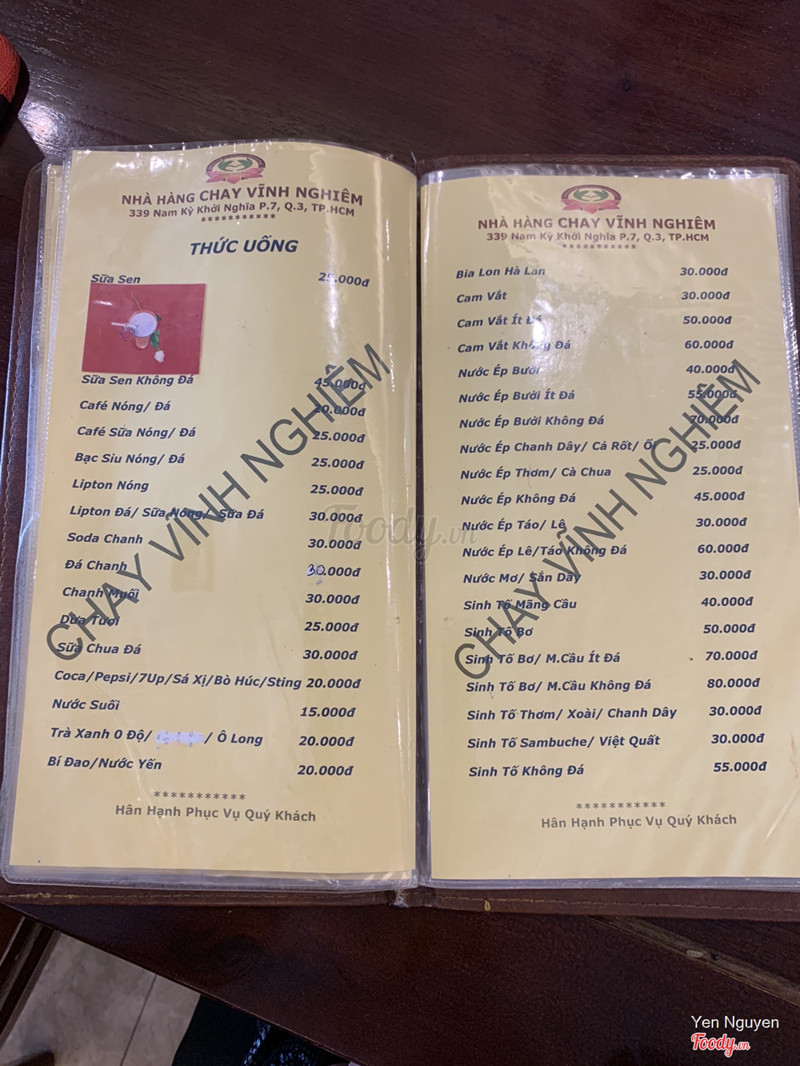 NHÀ HÀNG CHAY VĨNH NGHIÊM
339 Nam Kỳ Khởi Nghĩa P.7, Q.3, TP.HCM
***********
THỨC UỐNG
Sữa Sen 25.000đ
Sữa Sen Không Đá 45.000đ
Café Nóng/ Đá 20.000đ
Café Sữa Nóng/ Đá 25.000đ
Bạc Siu Nóng/ Đá 25.000đ
Lipton Nóng 25.000đ
Lipton Đá/ Sữa Nóng/ Sữa Đá 30.000đ
Soda Chanh 30.000đ
Đá Chanh 30.000đ
Chanh Muối 30.000đ
Dừa Tươi 25.000đ
Sữa Chua Đá 30.000đ
Coca/Pepsi/7Up/Sá Xị/Bò Húc/Sting 20.000đ
Nước Suối 15.000đ
Trà Xanh 0 Độ/ / Ô Long 20.000đ
Bí Đao/Nước Yến 20.000đ
***********
Hân Hạnh Phục Vụ Quý Khách
CHAY VĨNH NGHIÊM
NHÀ HÀNG CHAY VĨNH NGHIÊM
339 Nam Kỳ Khởi Nghĩa P.7, Q.3, TP.HCM
***********
Bia Lon Hà Lan 30.000đ
Cam Vắt 30.000đ
Cam Vắt Ít Đá 50.000đ
Cam Vắt Không Đá 60.000đ
Nước Ép Bưởi 40.000đ
Nước Ép Bưởi Ít Đá 55.000đ
Nước Ép Bưởi Không Đá 70.000đ
Nước Ép Chanh Dây/ Cà Rốt/ Ổi 25.000đ
Nước Ép Thơm/ Cà Chua 25.000đ
Nước Ép Không Đá 45.000đ
Nước Ép Táo/ Lê 30.000đ
Nước Ép Lê/Táo Không Đá 60.000đ
Nước Mơ/ Sắn Dây 30.000đ
Sinh Tố Mãng Cầu 40.000đ
Sinh Tố Bơ 50.000đ
Sinh Tố Bơ/ M.Cầu Ít Đá 70.000đ
Sinh Tố Bơ/ M.Cầu Không Đá 80.000đ
Sinh Tố Thơm/ Xoài/ Chanh Dây 30.000đ
Sinh Tố Sambuche/ Việt Quất 30.000đ
Sinh Tố Không Đá 55.000đ
***********
Hân Hạnh Phục Vụ Quý Khách
CHAY VĨNH NGHIÊM
Foody.vn
Yen Nguyen
Foody.vn